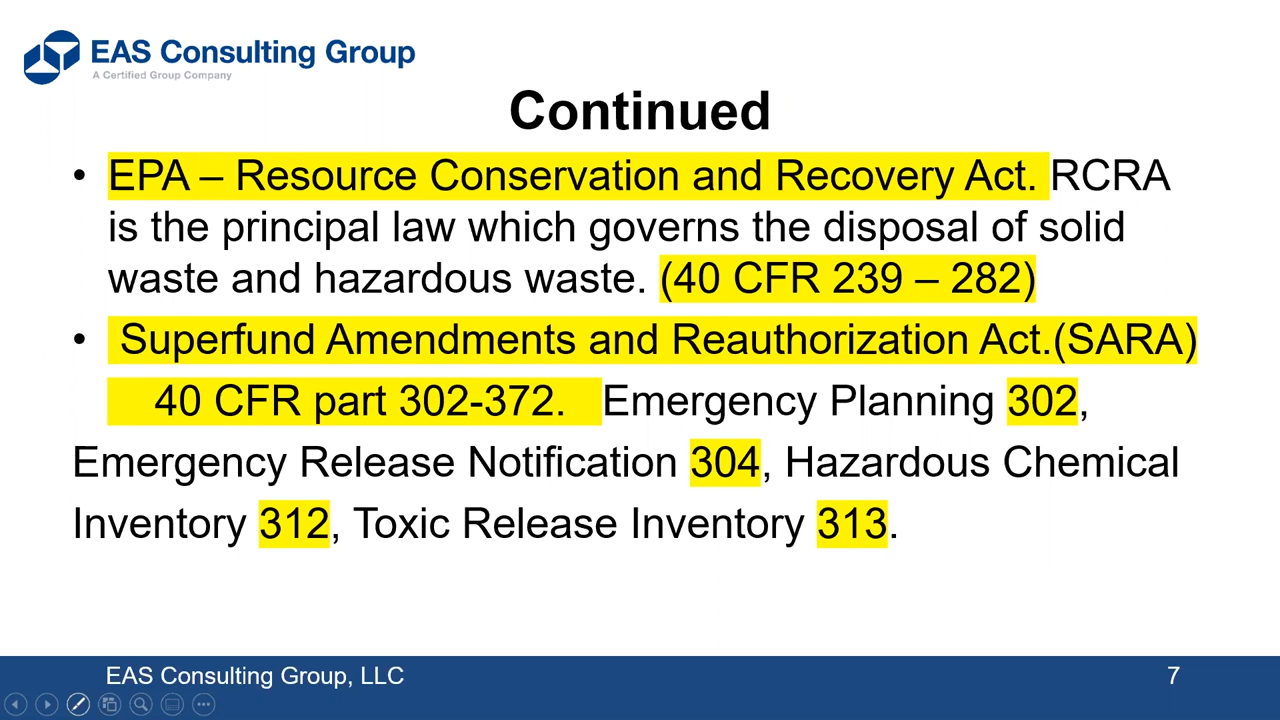 EAS Consulting Group
A Certified Group Company
Continued
• EPA – Resource Conservation and Recovery Act. RCRA
is the principal law which governs the disposal of solid
waste and hazardous waste. (40 CFR 239 – 282)
• Superfund Amendments and Reauthorization Act.(SARA)
40 CFR part 302-372. Emergency Planning 302,
Emergency Release Notification 304, Hazardous Chemical
Inventory 312, Toxic Release Inventory 313.
EAS Consulting Group, LLC
7